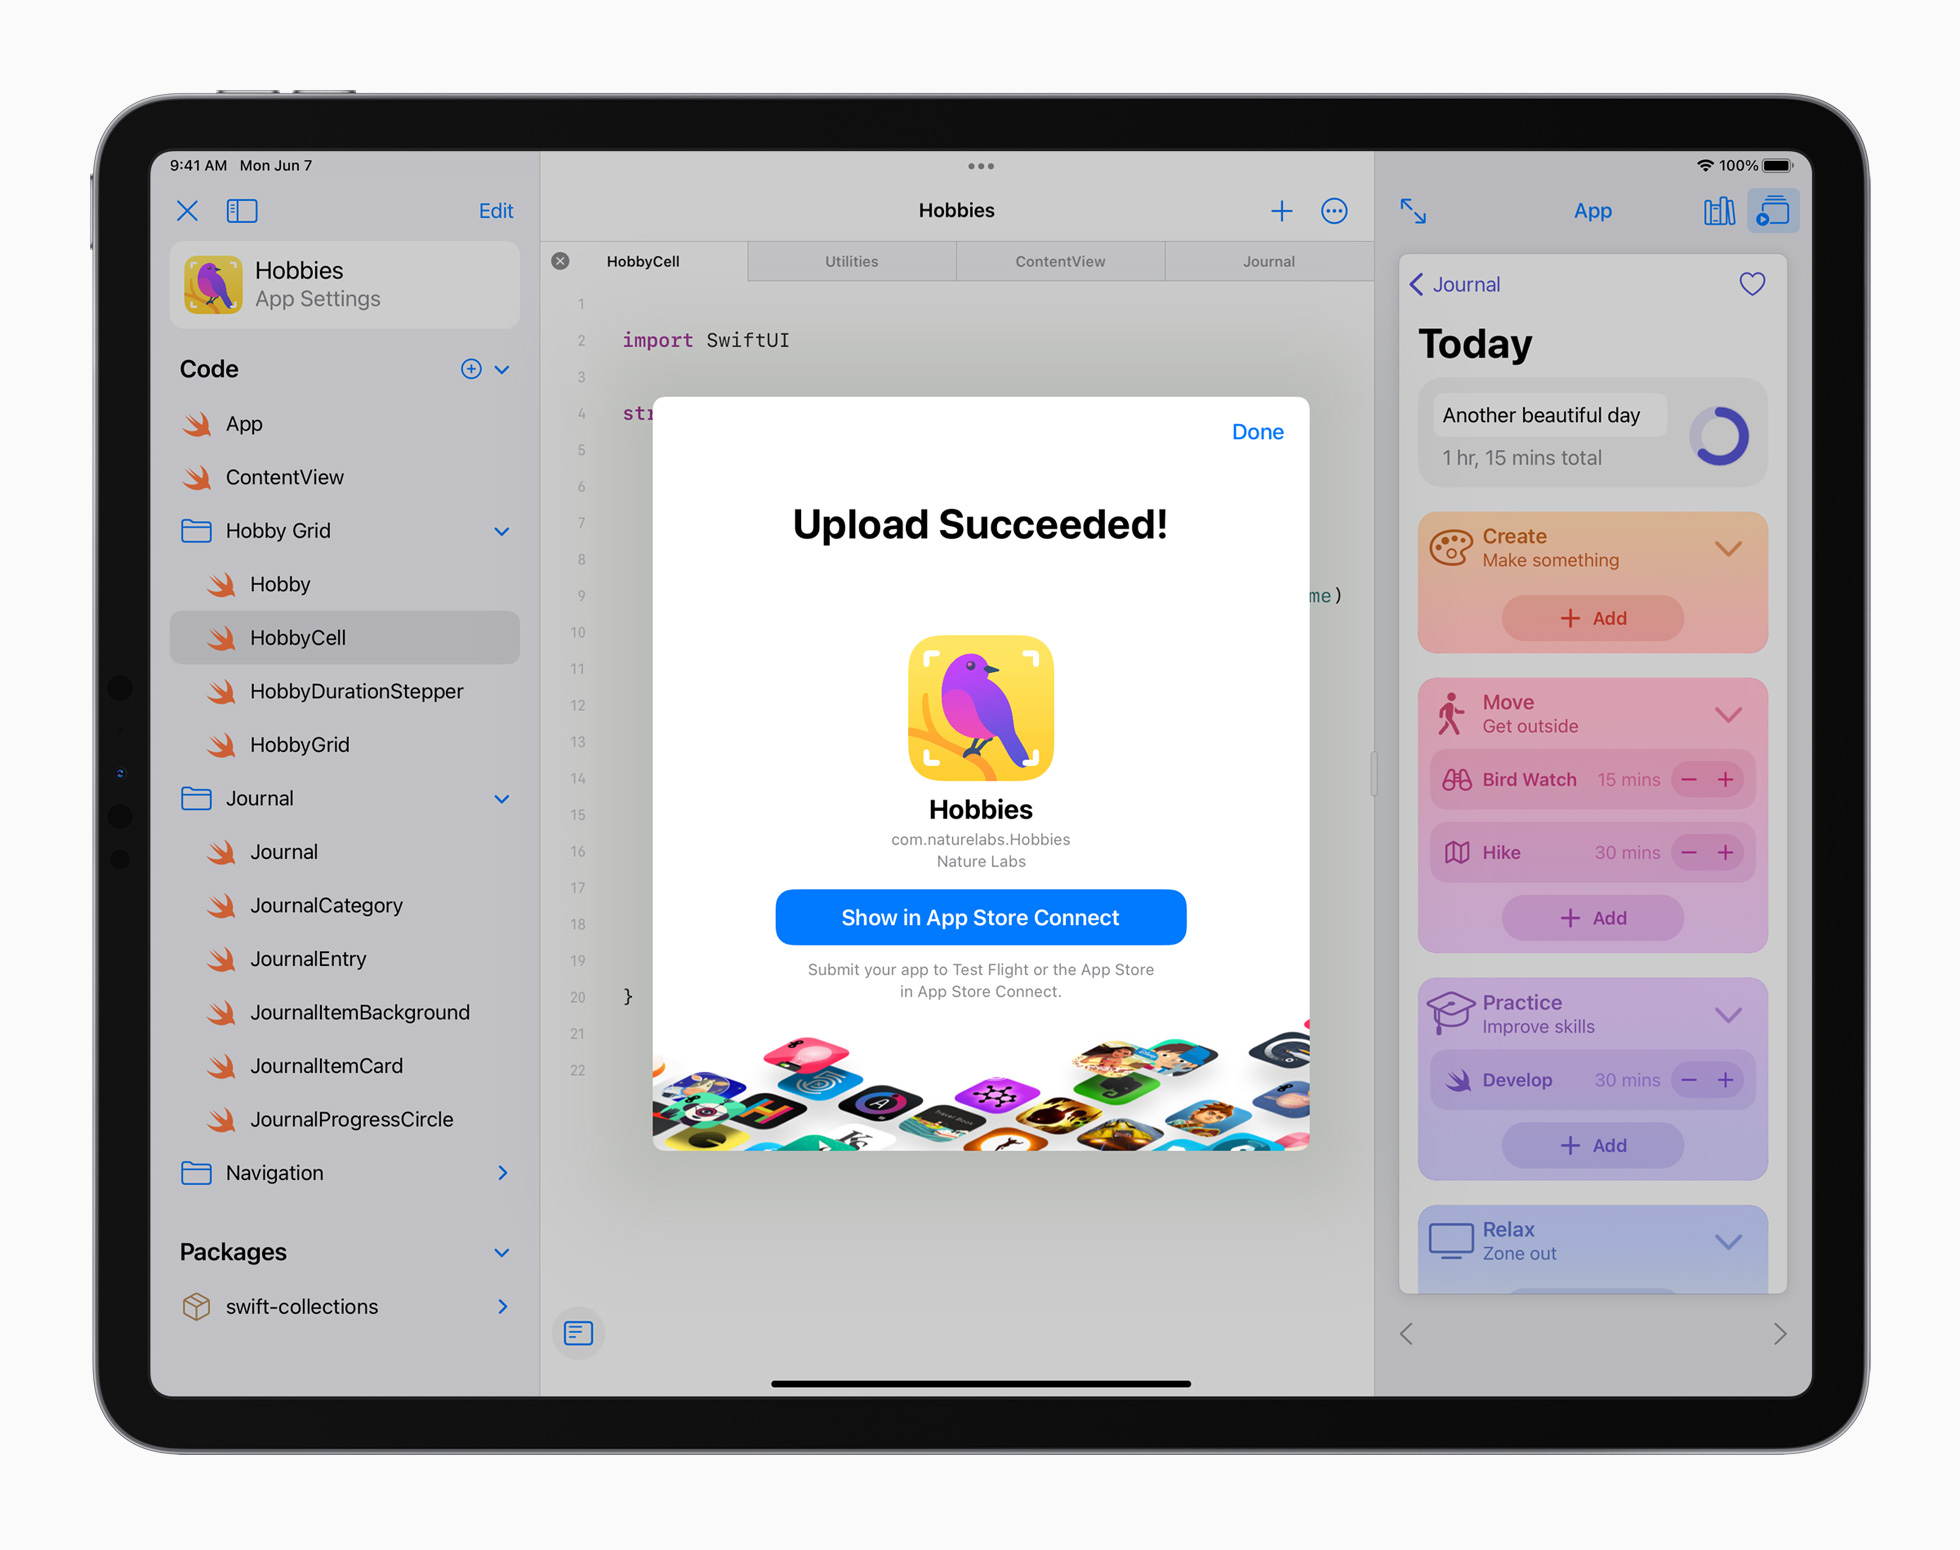 9:41 AM Mon Jun 7
100%
Edit
Hobbies
App Settings
Code
App
ContentView
Hobby Grid
Hobby
HobbyCell
HobbyDurationStepper
HobbyGrid
Journal
Journal
JournalCategory
JournalEntry
JournalItemBackground
JournalItemCard
JournalProgressCircle
Navigation
Packages
swift-collections
Hobbies
HobbyCell
Utilities
ContentView
Journal
1
2 import SwiftUI
3
4 str
5
6
7
8
9 me)
10
11
12
13
14
15
16
17
18
19
20 }
21
22
Done
Upload Succeeded!
Hobbies
com.naturelabs.Hobbies
Nature Labs
Show in App Store Connect
Submit your app to Test Flight or the App Store
in App Store Connect.
App
Journal
Today
Another beautiful day
1 hr, 15 mins total
Create
Make something
+ Add
Move
Get outside
Bird Watch 15 mins − +
Hike 30 mins − +
+ Add
Practice
Improve skills
Develop 30 mins − +
+ Add
Relax
Zone out